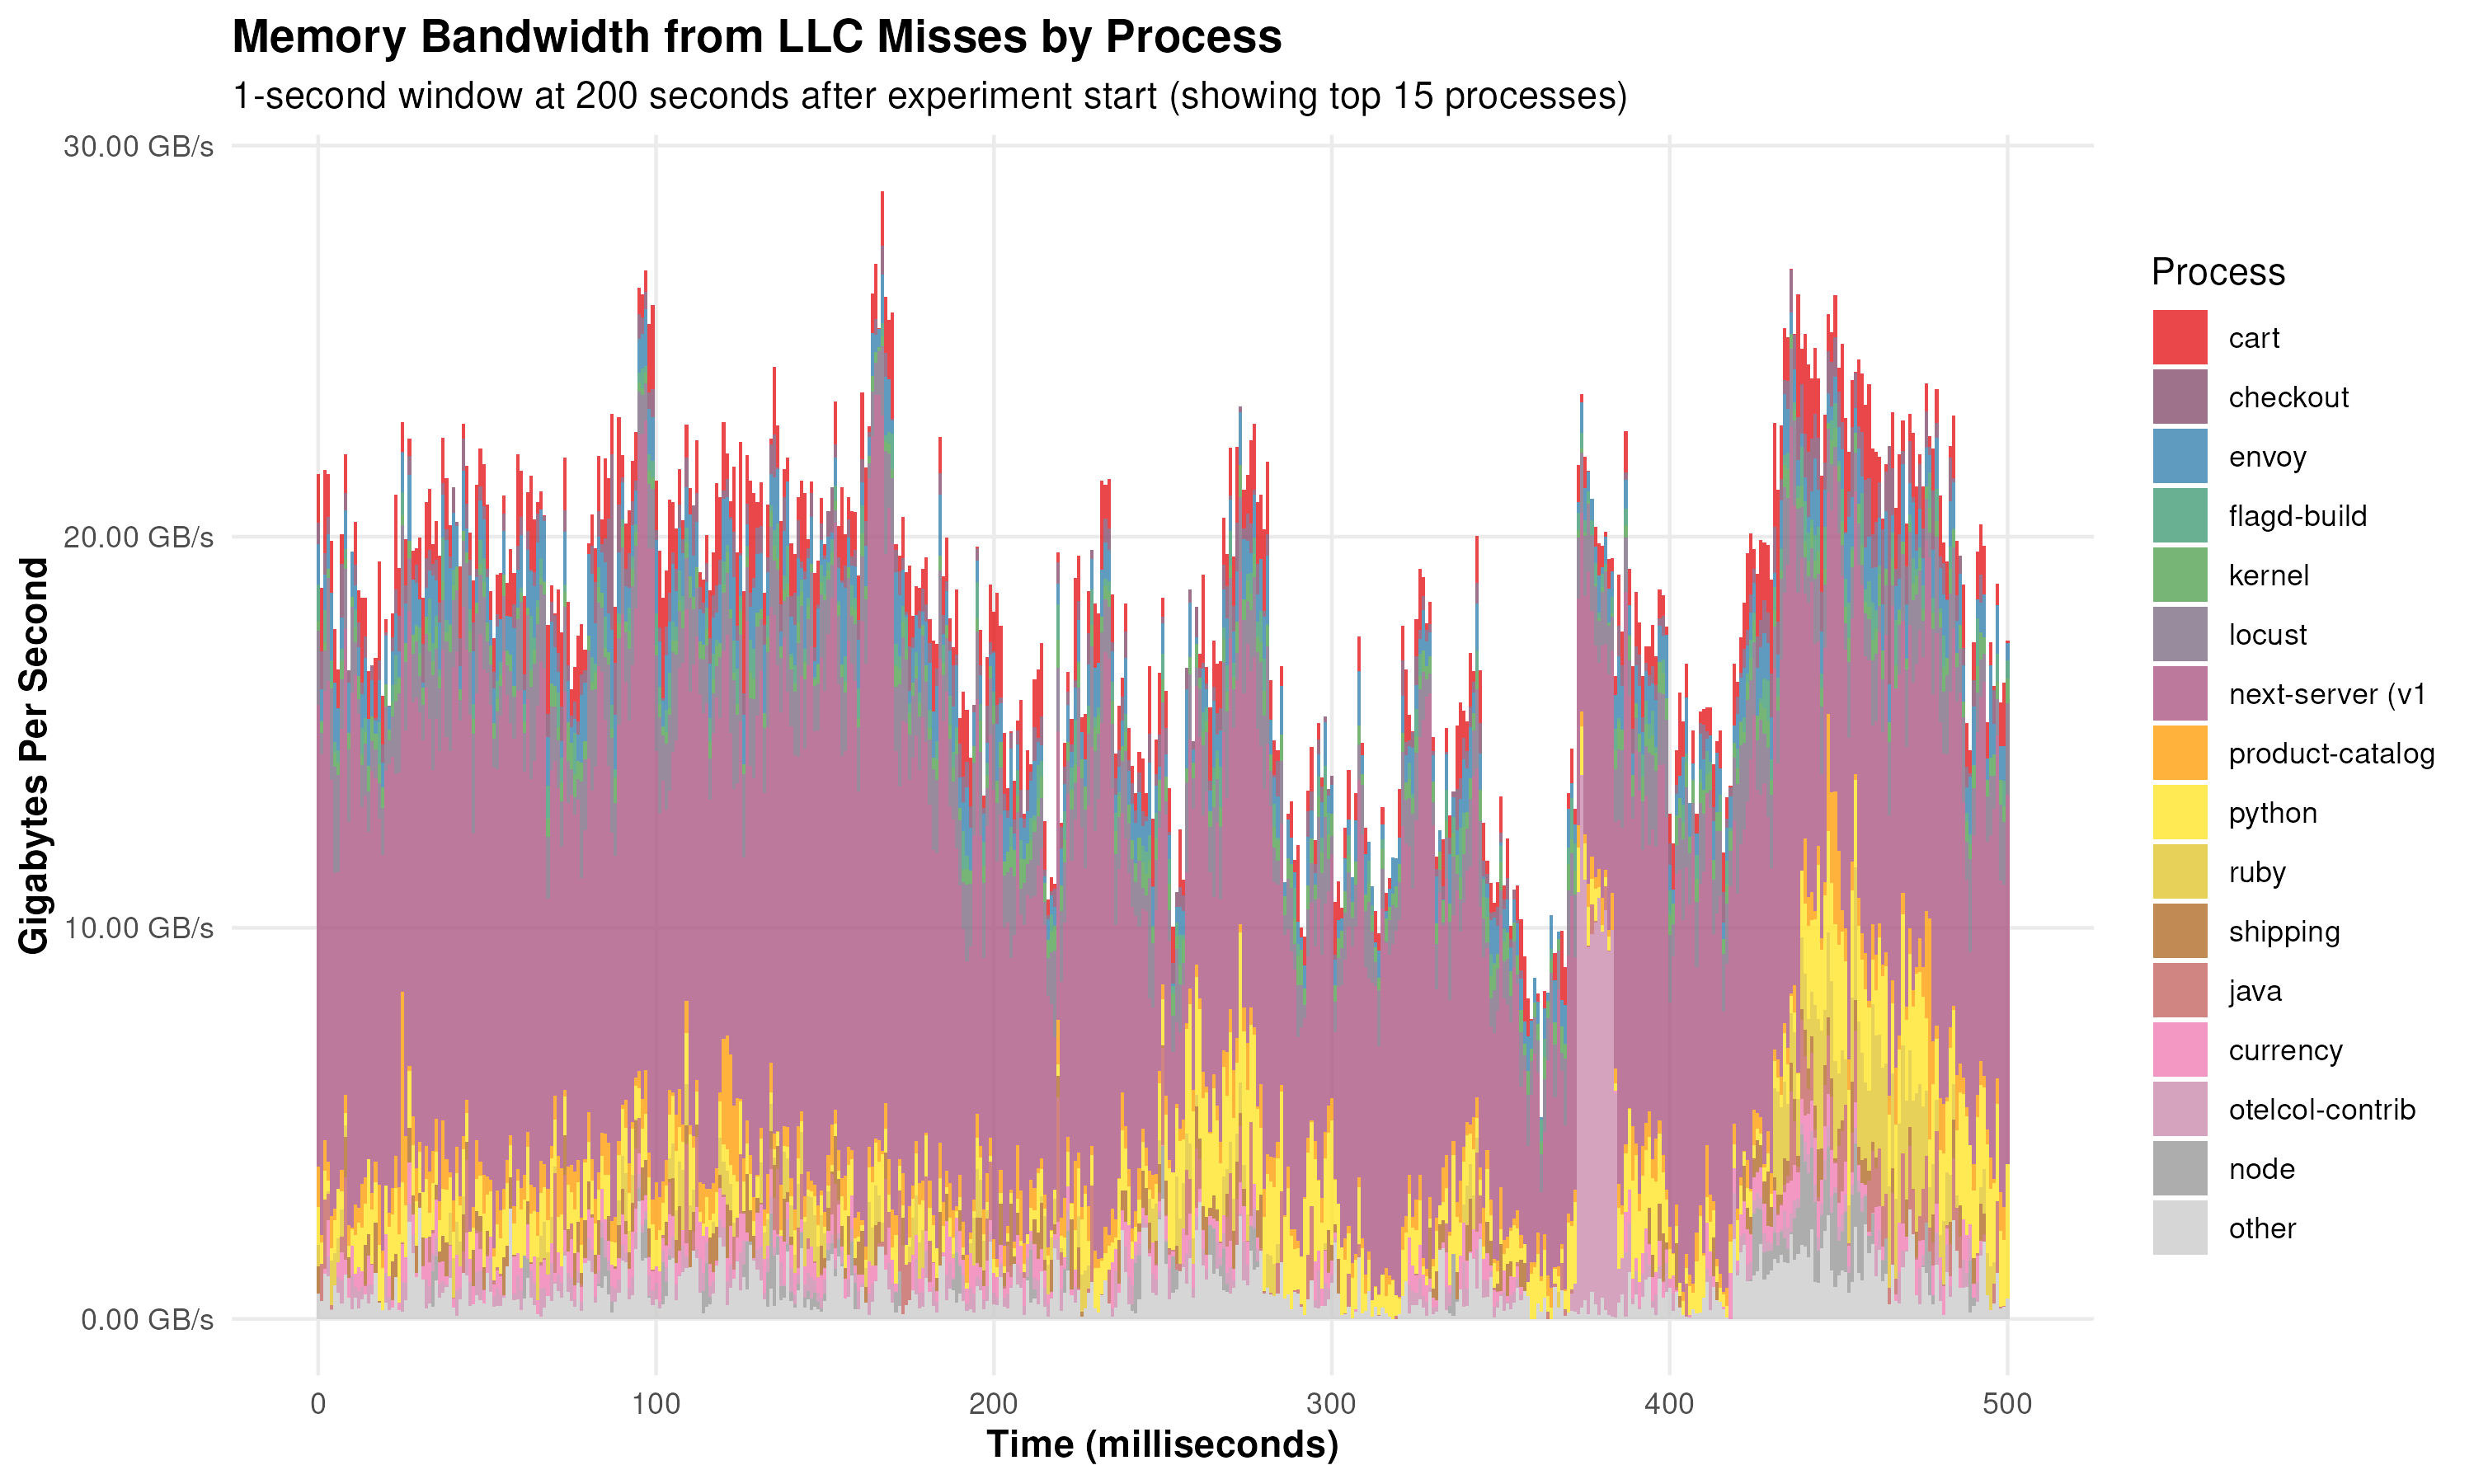 Memory Bandwidth from LLC Misses by Process
1-second window at 200 seconds after experiment start (showing top 15 processes)
30.00 GB/s
20.00 GB/s
10.00 GB/s
0.00 GB/s
Gigabytes Per Second
0
100
200
300
400
500
Time (milliseconds)
Process
cart
checkout
envoy
flagd-build
kernel
locust
next-server (v1
product-catalog
python
ruby
shipping
java
currency
otelcol-contrib
node
other